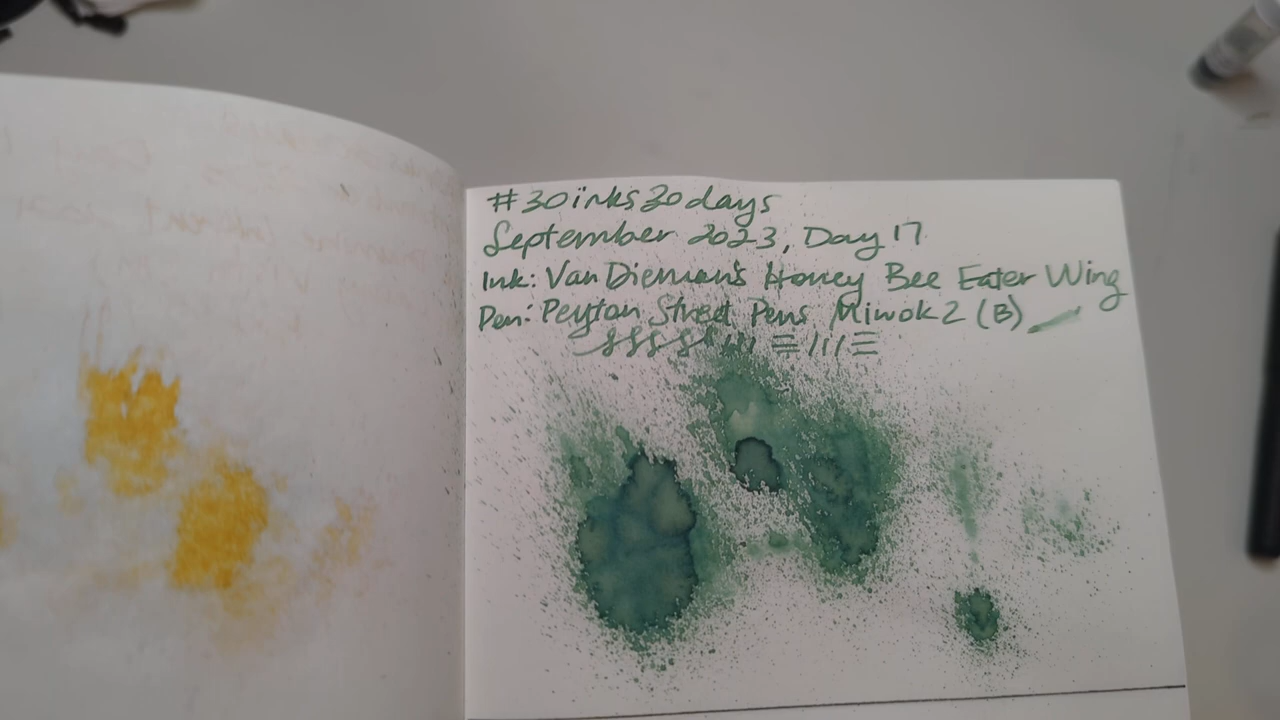 #30inks30days
September 2023, Day 17
Ink: Van Dieman's Honey Bee Eater Wing
Pen: Peyton Street Pens Miwok 2 (B)